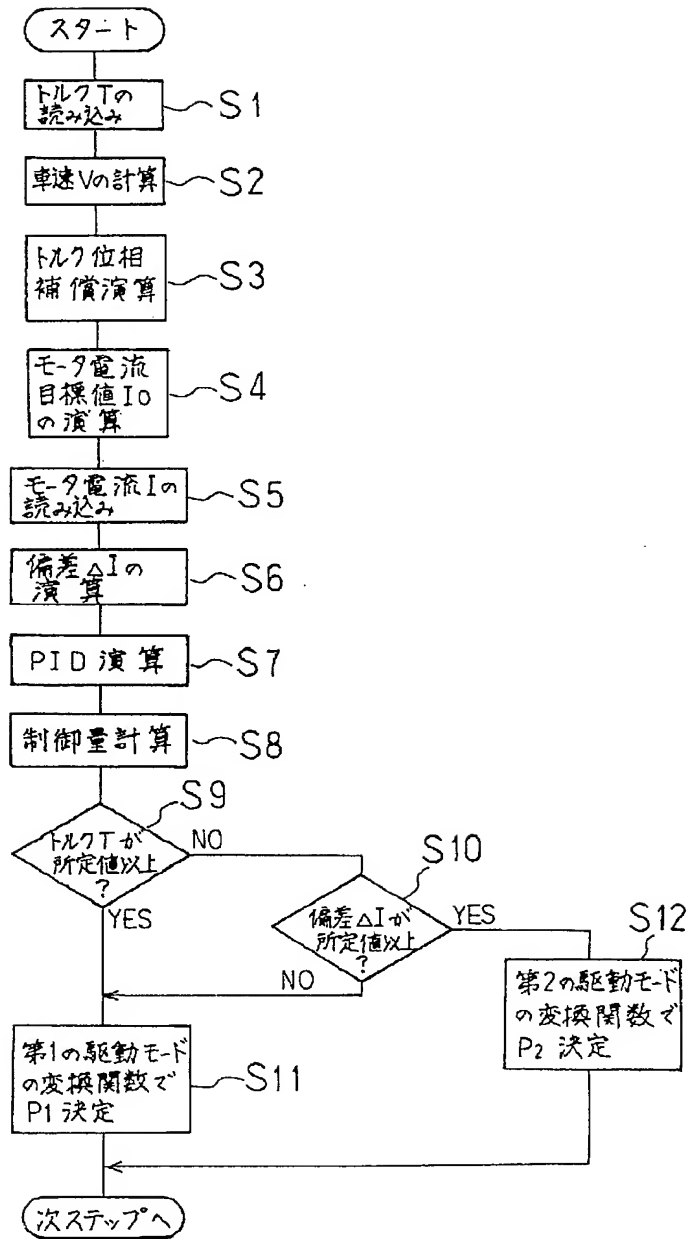 スタート
トルクTの
読み込み
S1
車速Vの計算
S2
トルク位相
補償演算
S3
モータ電流
目標値Io
の演算
S4
モータ電流Iの
読み込み
S5
偏差△Iの
演算
S6
PID演算
S7
制御量計算
S8
S9
トルクTが
所定値以上
?
NO
YES
S10
偏差△Iが
所定値以上
?
YES
NO
S12
第2の駆動モード
の変換関数で
P2決定
第1の駆動モード
の変換関数で
P1決定
S11
次ステップへ